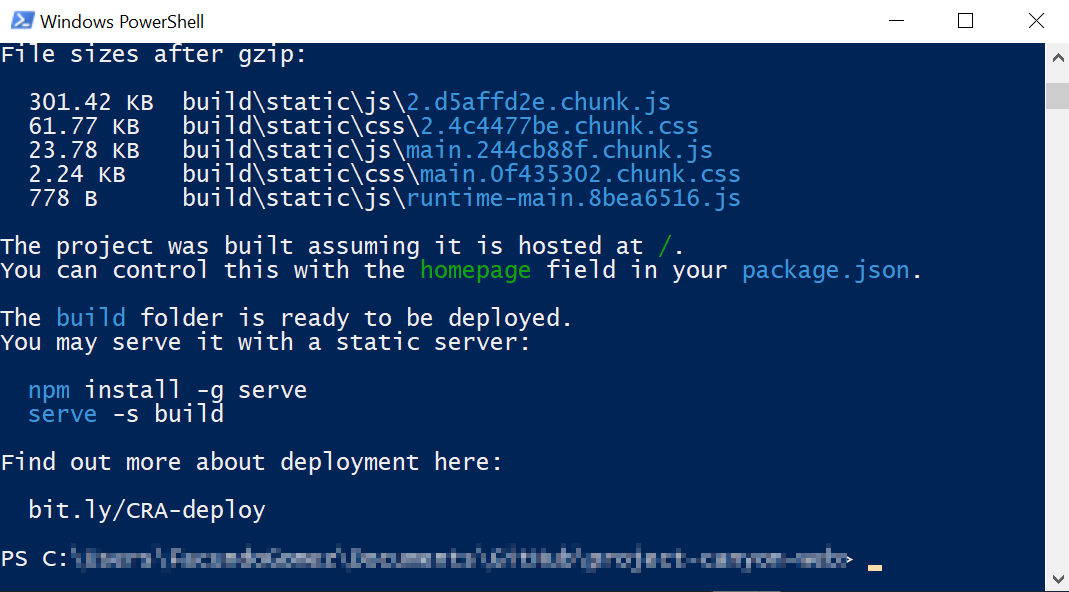 Windows PowerShell
File sizes after gzip:
301.42 KB  build\static\js\2.d5affd2e.chunk.js
61.77 KB   build\static\css\2.4c4477be.chunk.css
23.78 KB   build\static\js\main.244cb88f.chunk.js
2.24 KB    build\static\css\main.0f435302.chunk.css
778 B      build\static\js\runtime-main.8bea6516.js
The project was built assuming it is hosted at /.
You can control this with the homepage field in your package.json.
The build folder is ready to be deployed.
You may serve it with a static server:
npm install -g serve
serve -s build
Find out more about deployment here:
bit.ly/CRA-deploy
PS C:\